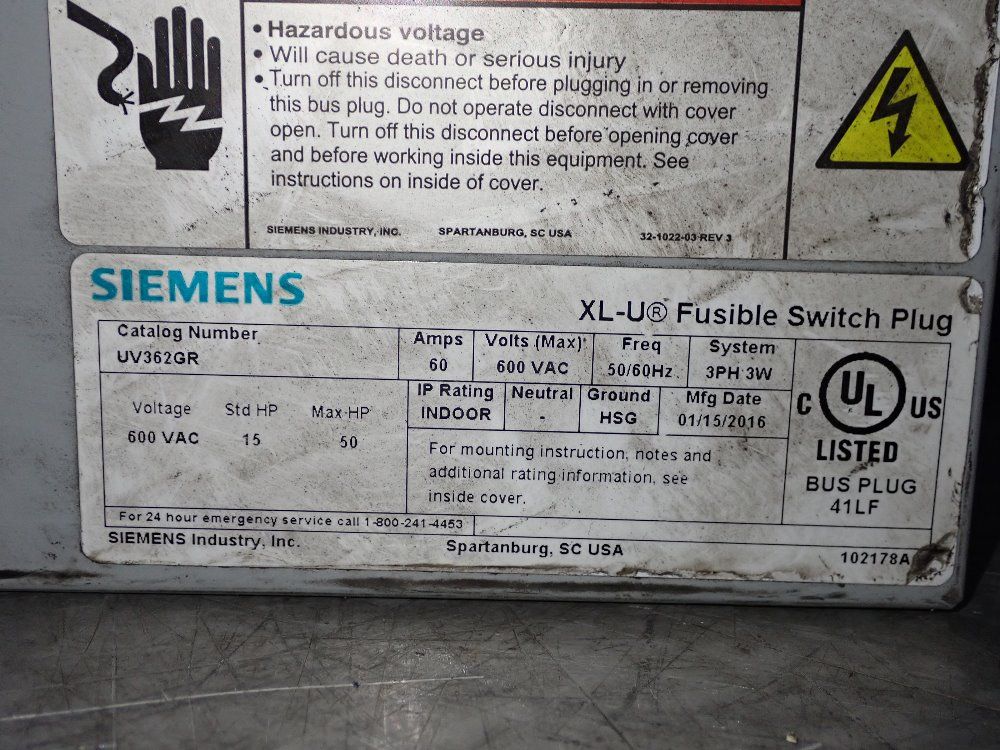 • Hazardous voltage
• Will cause death or serious injury
• Turn off this disconnect before plugging in or removing
this bus plug. Do not operate disconnect with cover
open. Turn off this disconnect before opening cover
and before working inside this equipment. See
instructions on inside of cover.
SIEMENS INDUSTRY, INC. SPARTANBURG, SC USA 32-1022-03 REV 3
SIEMENS
XL-U® Fusible Switch Plug
Catalog Number
UV362GR
Amps
60
Volts (Max)
600 VAC
Freq
50/60Hz
System
3PH 3W
Voltage Std HP Max HP
600 VAC 15 50
IP Rating
INDOOR
Neutral
-
Ground
HSG
Mfg Date
01/15/2016
For mounting instruction, notes and
additional rating information, see
inside cover.
C UL US
LISTED
BUS PLUG
41LF
For 24 hour emergency service call 1-800-241-4453
SIEMENS Industry, Inc. Spartanburg, SC USA 102178A